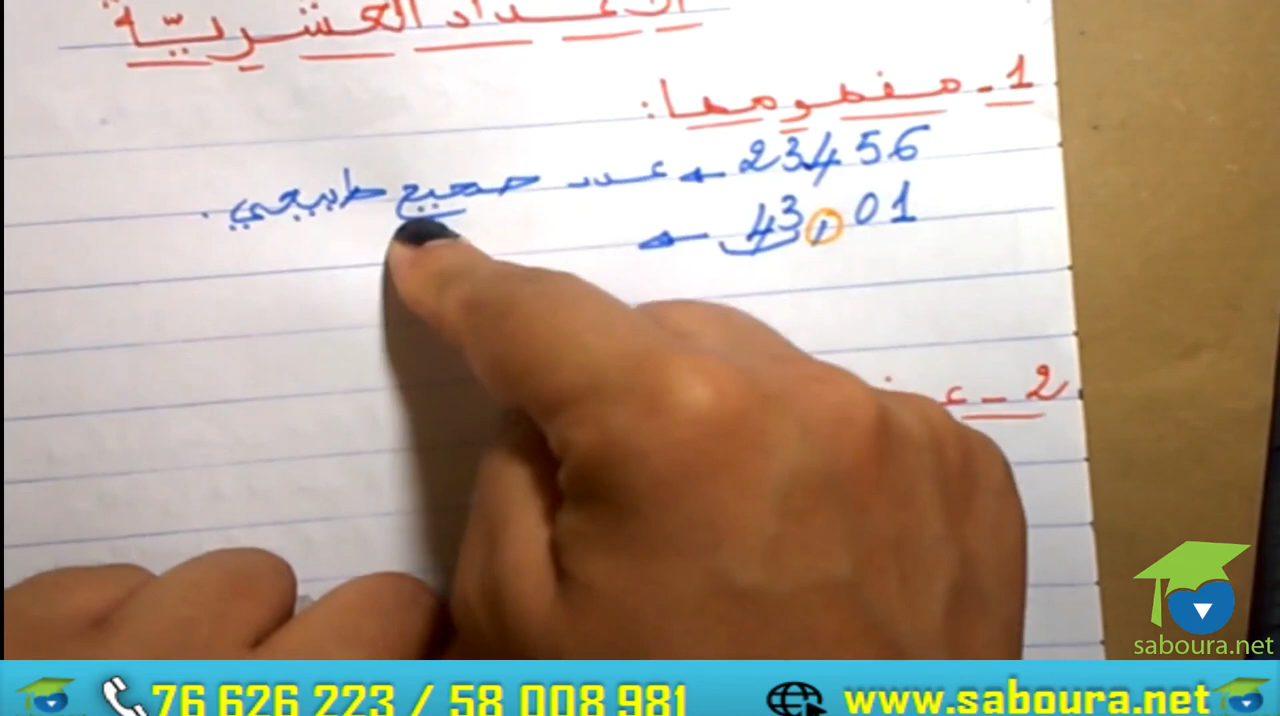 الأعداد العشريّة
1 - مفهومها :
23456 ← عدد صحيح طبيعي .
43,01 ←
2 -
saboura.net
76 626 223 / 58 008 981
www.saboura.net